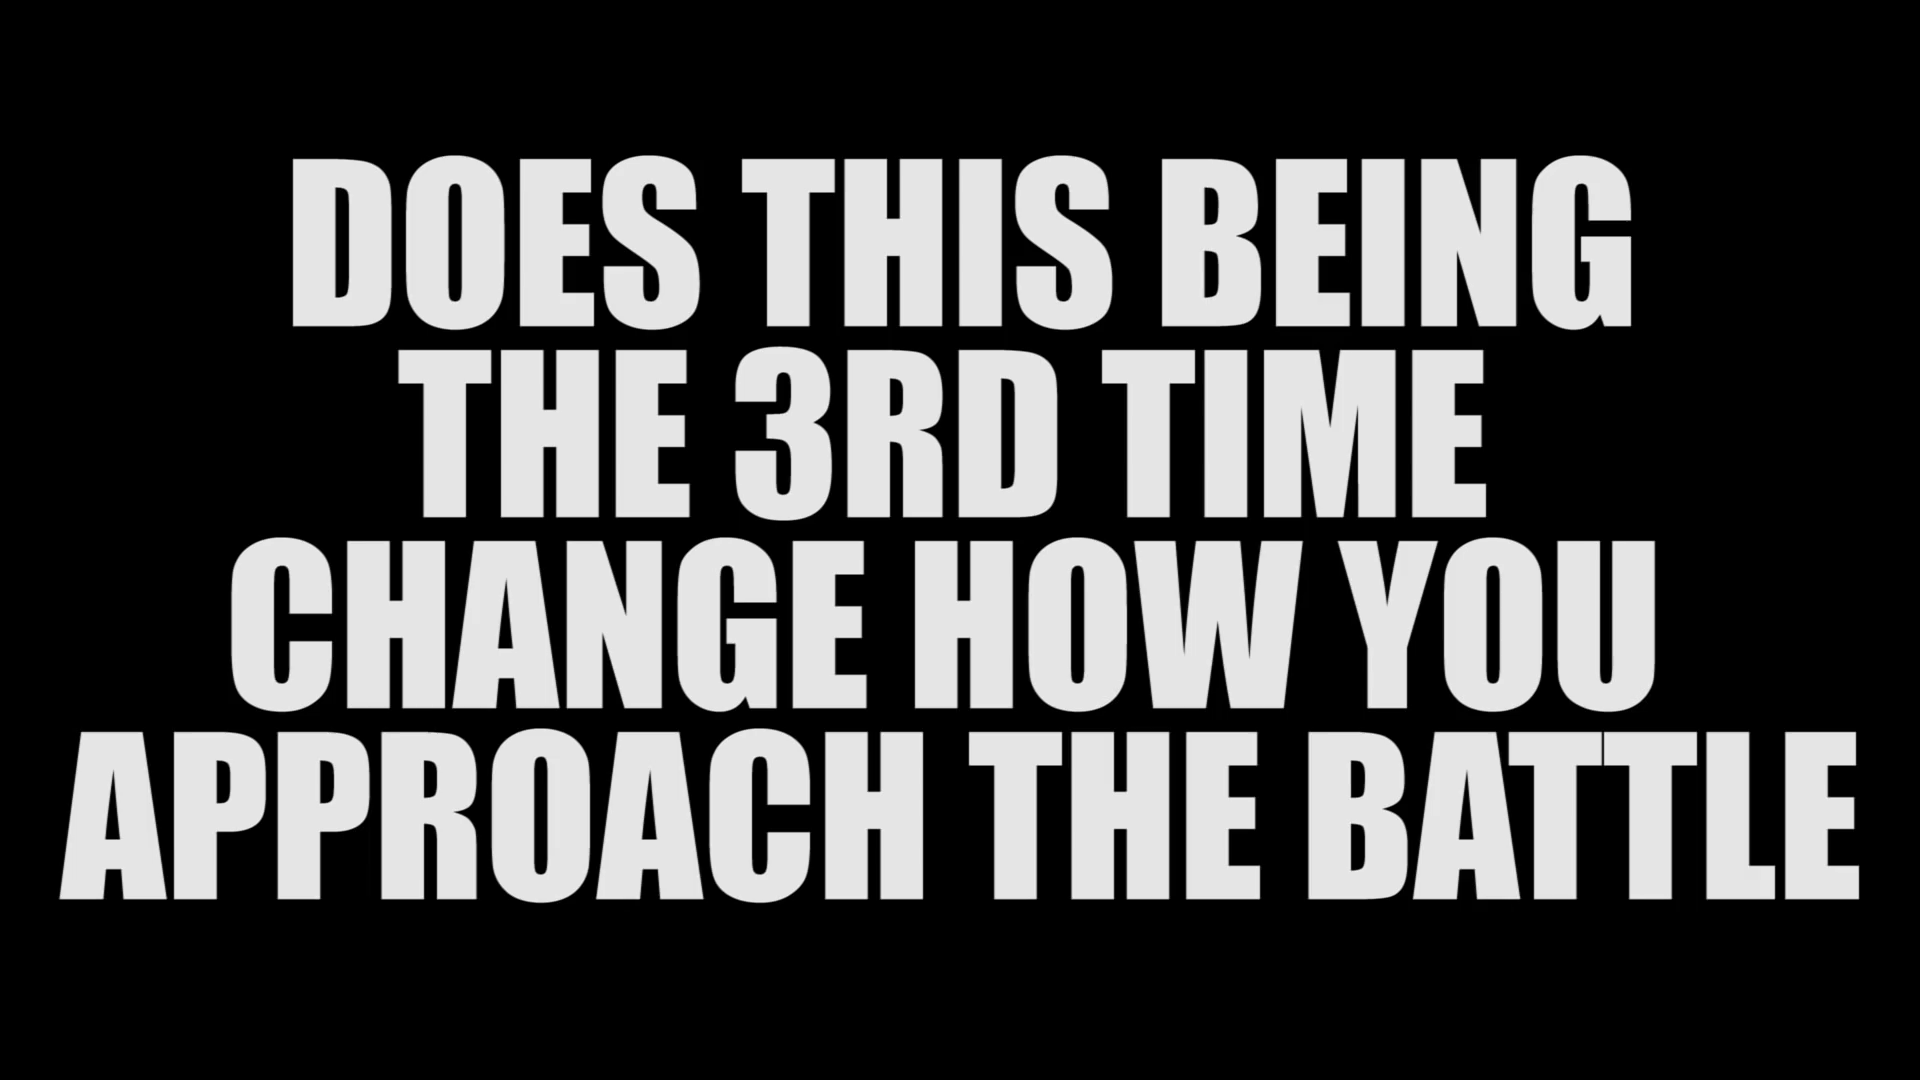 DOES THIS BEING
THE 3RD TIME
CHANGE HOW YOU
APPROACH THE BATTLE